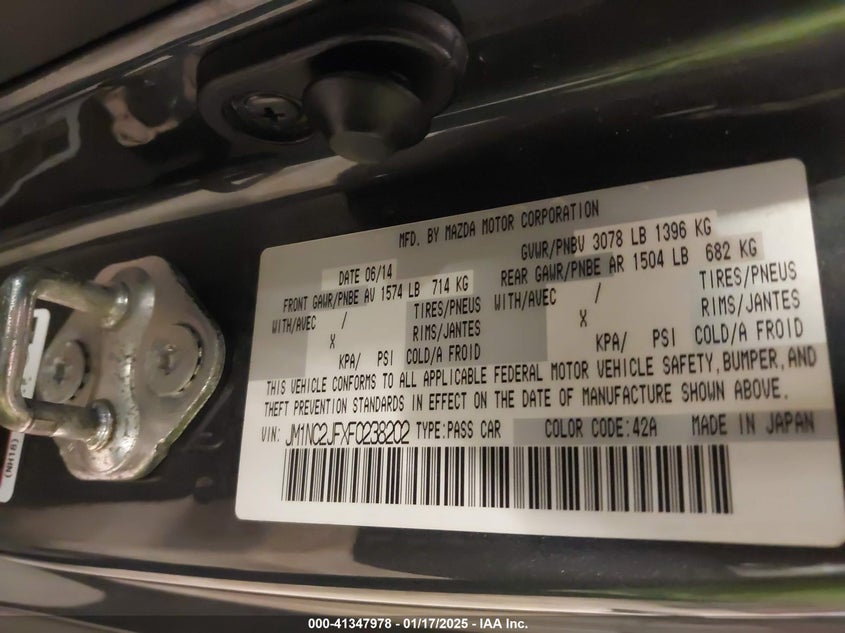 MFD. BY MAZDA MOTOR CORPORATION
DATE 06/14 GVWR/PNBV 3078 LB 1396 KG
FRONT GAWR/PNBE AV 1574 LB 714 KG REAR GAWR/PNBE AR 1504 LB 682 KG
WITH/AVEC / TIRES/PNEUS WITH/AVEC / TIRES/PNEUS
X RIMS/JANTES X RIMS/JANTES
KPA/ PSI COLD/A FROID KPA/ PSI COLD/A FROID
THIS VEHICLE CONFORMS TO ALL APPLICABLE FEDERAL MOTOR VEHICLE SAFETY, BUMPER, AND
THEFT PREVENTION STANDARDS IN EFFECT ON THE DATE OF MANUFACTURE SHOWN ABOVE.
VIN: JM1NC2JFXF0238202 TYPE:PASS CAR COLOR CODE:42A MADE IN JAPAN
(NH18)
000-41347978 - 01/17/2025 - IAA Inc.